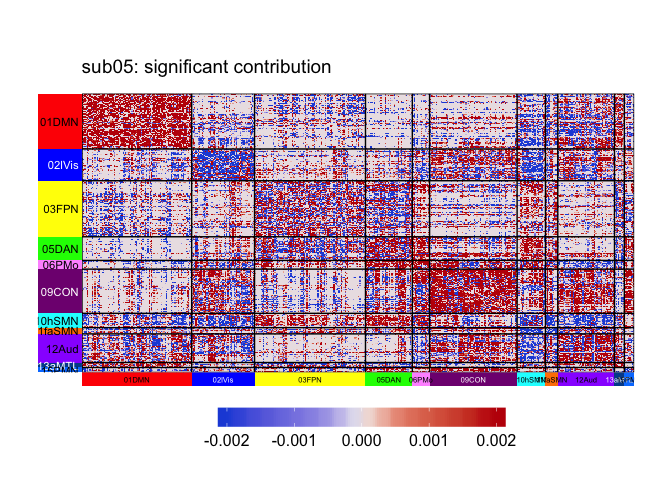 sub05: significant contribution
01DMN
02lVis
03FPN
05DAN
06PMo
09CON
10hSMN
12Aud
01DMN 02lVis 03FPN 05DAN 06PMo 09CON 10hSMN 12Aud
-0.002 -0.001 0.000 0.001 0.002